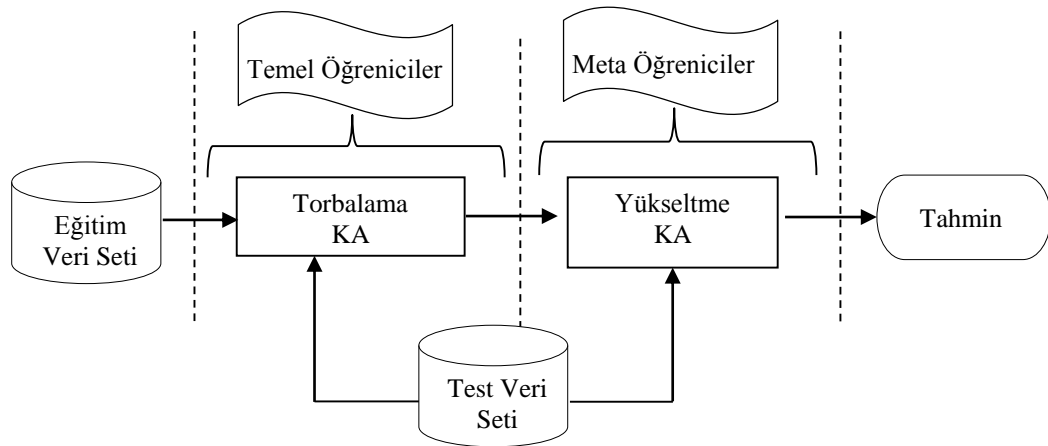 Temel Öğreniciler
Meta Öğreniciler
Eğitim
Veri Seti
Torbalama
KA
Yükseltme
KA
Tahmin
Test Veri
Seti